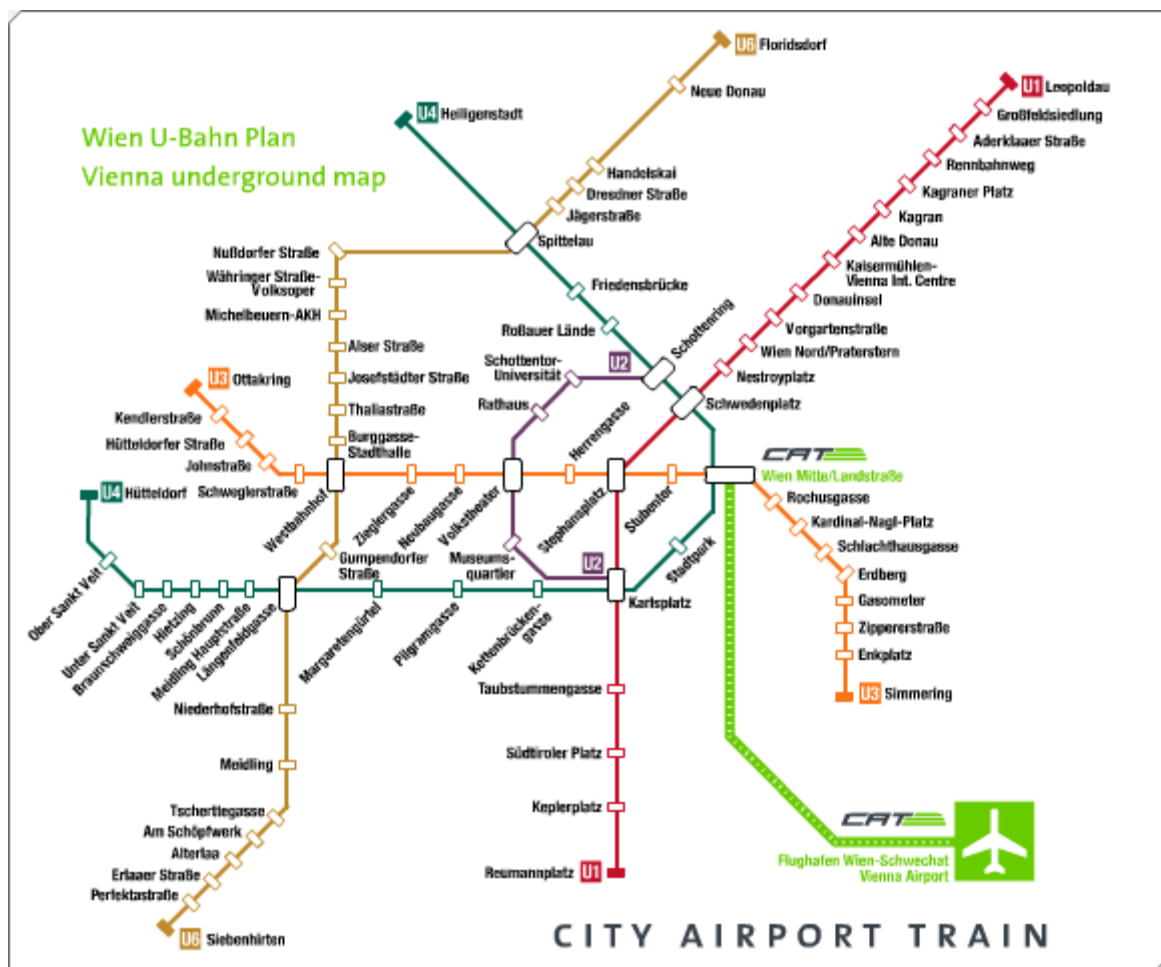 Wien U-Bahn Plan
Vienna underground map
U6 Floridsdorf
Neue Donau
U4 Heiligenstadt
U1 Leopoldau
Großfeldsiedlung
Aderklaaer Straße
Rennbahnweg
Kagraner Platz
Kagran
Alte Donau
Kaisermühlen-
Vienna Int. Centre
Donauinsel
Vorgartenstraße
Wien Nord/Praterstern
Nestroyplatz
Schwedenplatz
Handelskai
Dresdner Straße
Jägerstraße
Spittelau
Nußdorfer Straße
Währinger Straße-
Volksoper
Michelbeuern-AKH
Alser Straße
Josefstädter Straße
Thaliastraße
Burggasse-
Stadthalle
Friedensbrücke
Roßauer Lände
Schottenring
U2
Schottentor-
Universität
Rathaus
U3 Ottakring
Kendlerstraße
Hütteldorfer Straße
Johnstraße
Schweglerstraße
Westbahnhof
Zieglergasse
Neubaugasse
Volkstheater
Herrengasse
Stephansplatz
Stubentor
CAT
Wien Mitte/Landstraße
Rochusgasse
Kardinal-Nagl-Platz
Schlachthausgasse
Erdberg
Gasometer
Zippererstraße
Enkplatz
U3 Simmering
U4 Hütteldorf
Ober Sankt Veit
Unter Sankt Veit
Braunschweiggasse
Hietzing
Schönbrunn
Meidling Hauptstraße
Längenfeldgasse
Gumpendorfer
Straße
Margaretengürtel
Pilgramgasse
Kettenbrücken-
gasse
Museums-
quartier
U2
Karlsplatz
Stadtpark
Taubstummengasse
Südtiroler Platz
Keplerplatz
Reumannplatz U1
Niederhofstraße
Meidling
Tscherttegasse
Am Schöpfwerk
Alterlaa
Erlaaer Straße
Perfektastraße
U6 Siebenhirten
CAT
Flughafen Wien-Schwechat
Vienna Airport
CITY AIRPORT TRAIN